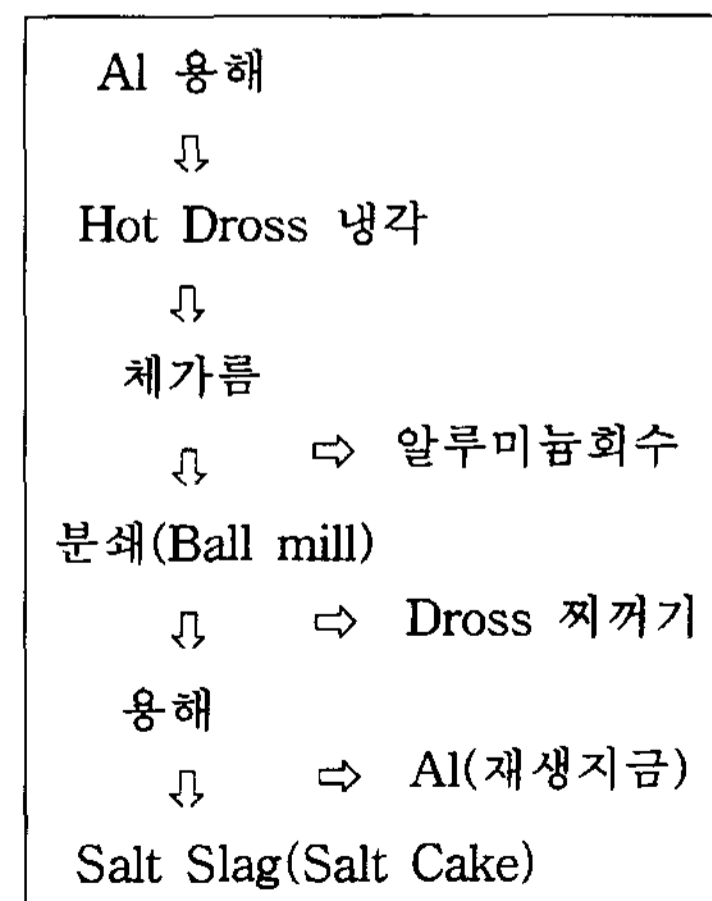 Al 용해
⇩
Hot Dross 냉각
⇩
체가름
⇩ ⇨ 알루미늄회수
분쇄(Ball mill)
⇩ ⇨ Dross 찌꺼기
용해
⇩ ⇨ Al(재생지금)
Salt Slag(Salt Cake)